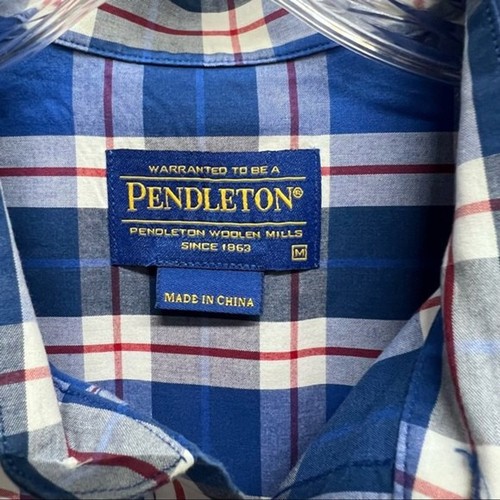 WARRANTED TO BE A
PENDLETON®
PENDLETON WOOLEN MILLS
SINCE 1863
M
MADE IN CHINA